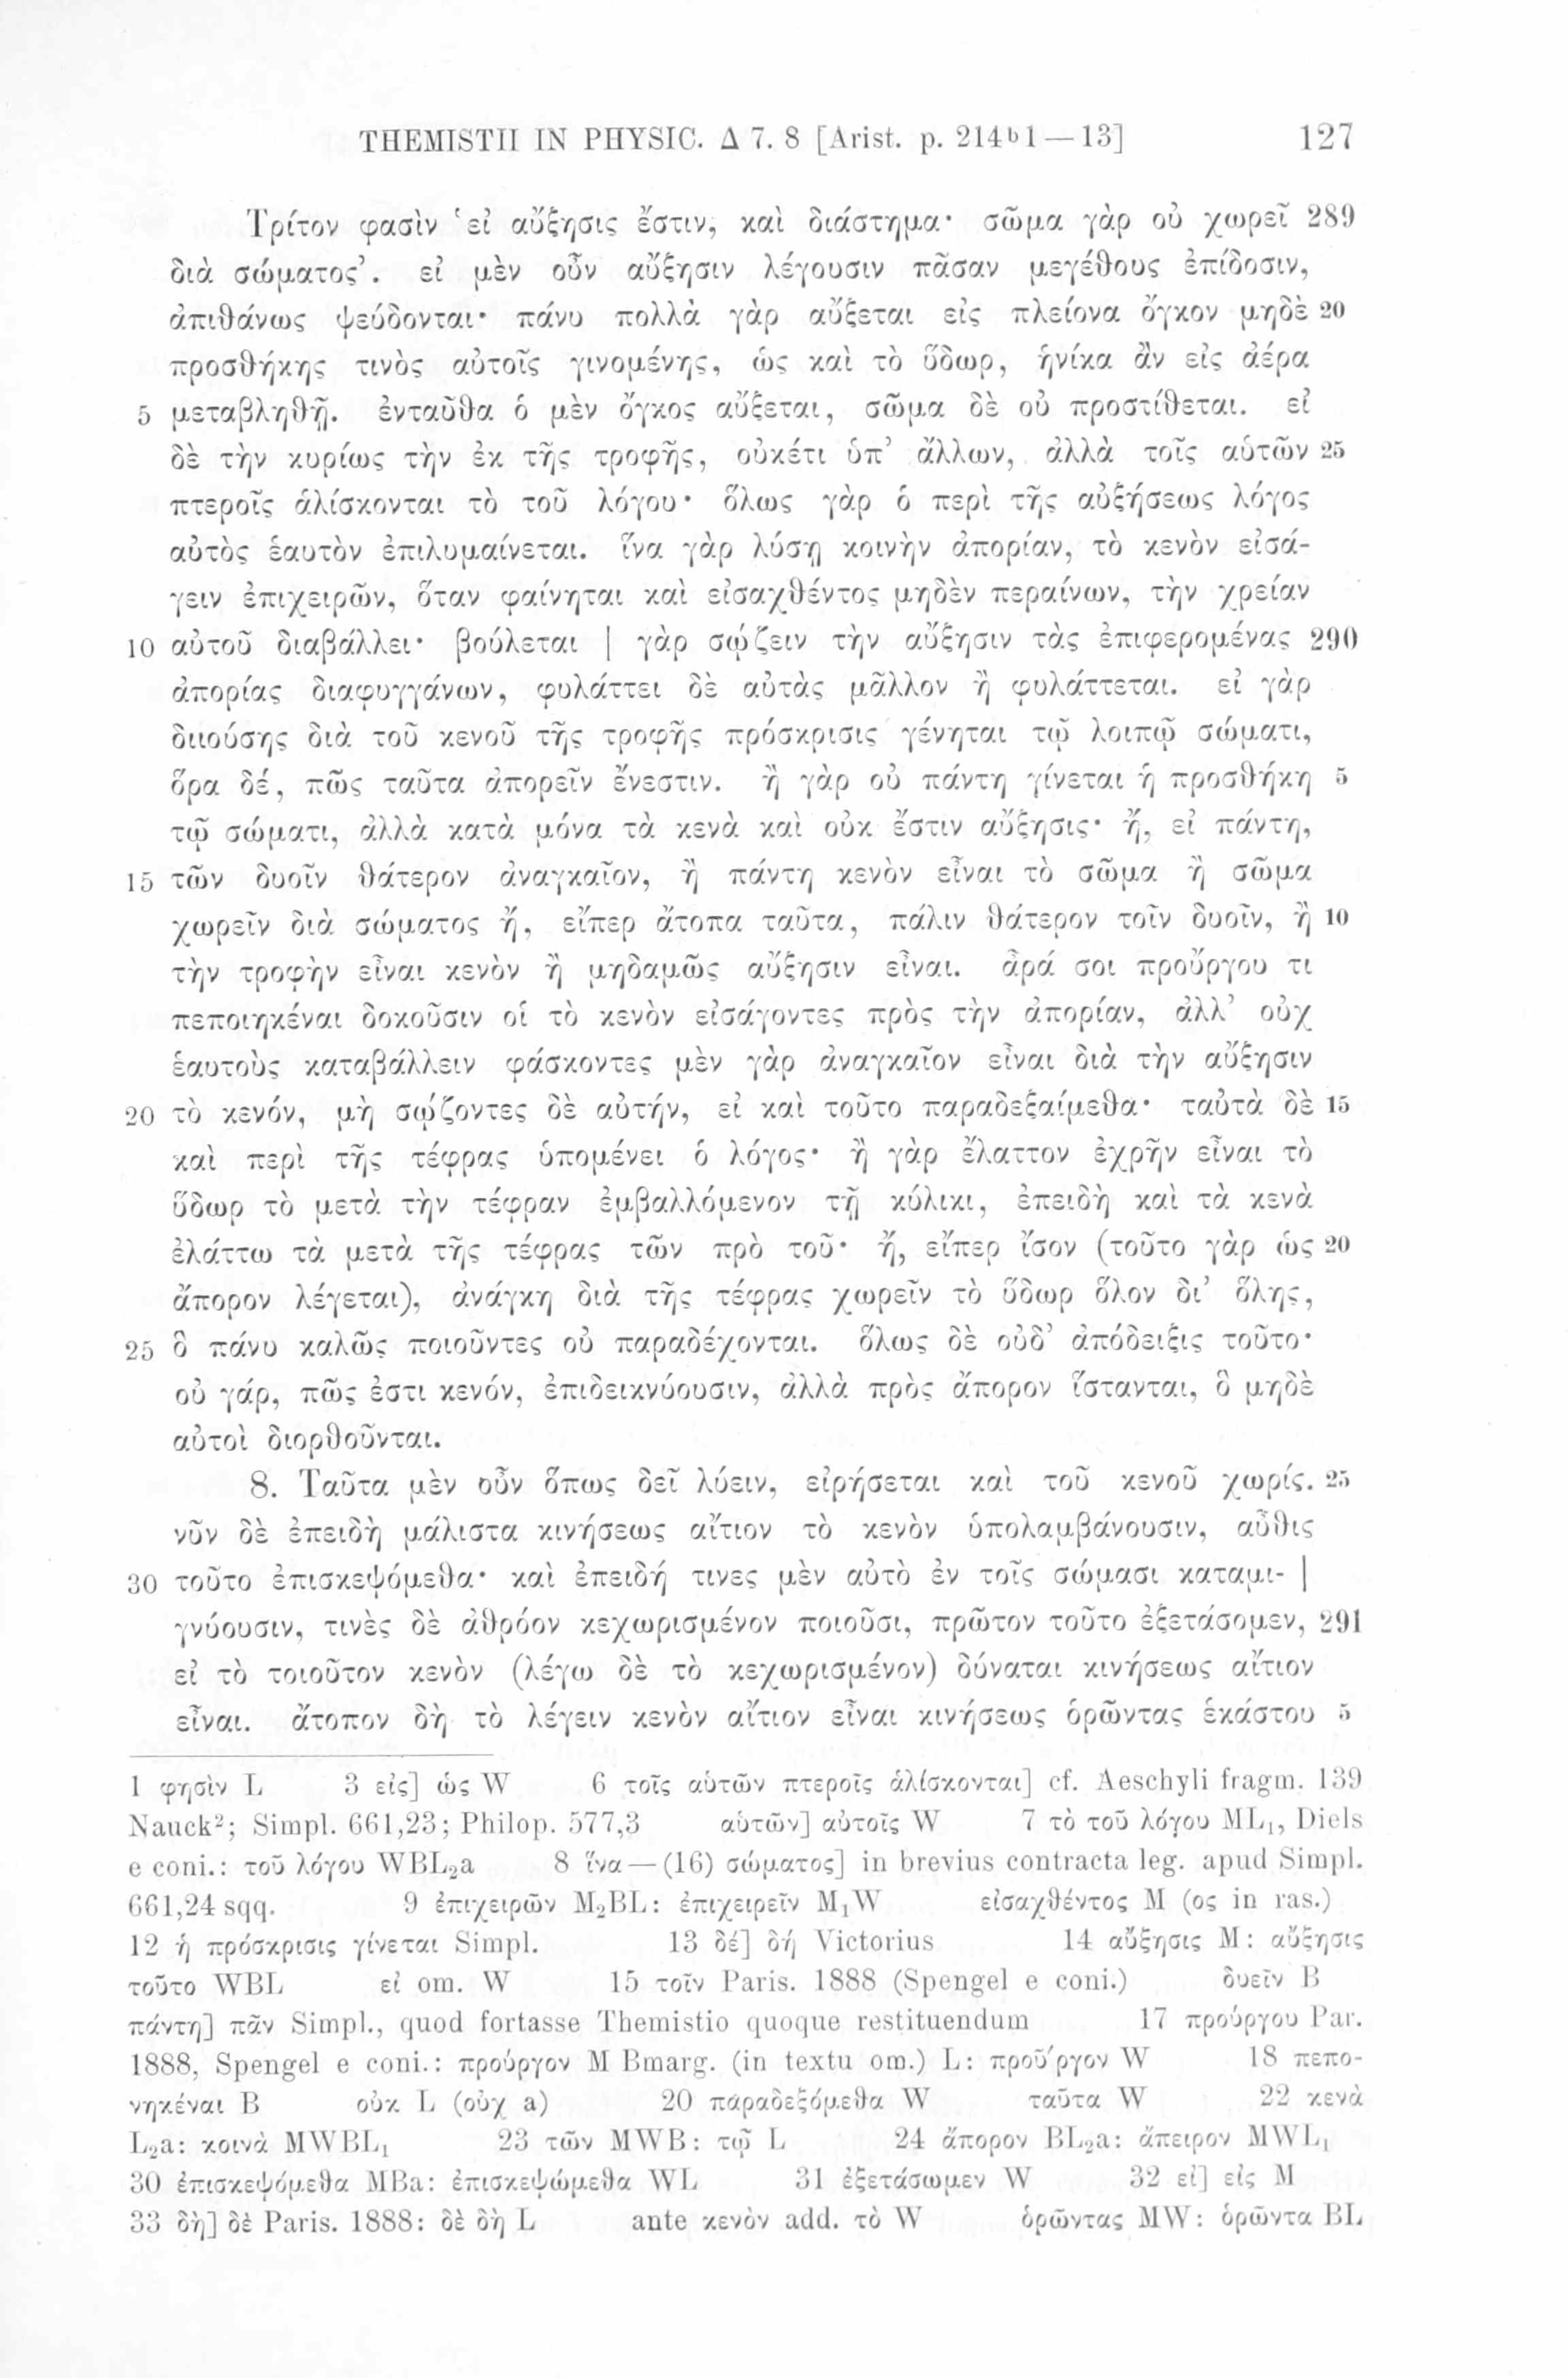 THEMISTII IN PHYSIC. Δ 7. 8 [Arist. p. 214b1—13] 127
Τρίτον φασὶν ‘εἰ αὔξησις ἔστιν, καὶ διάστημα· σῶμα γὰρ οὐ χωρεῖ 289
διὰ σώματος’. εἰ μὲν οὖν αὔξησιν λέγουσιν πᾶσαν μεγέθους ἐπίδοσιν,
ἀπιθάνως ψεύδονται· πάνυ πολλὰ γὰρ αὔξεται εἰς πλείονα ὄγκον μηδὲ 20
προσθήκης τινὸς αὐτοῖς γινομένης, ὡς καὶ τὸ ὕδωρ, ἡνίκα ἂν εἰς ἀέρα
5 μεταβληθῇ. ἐνταῦθα ὁ μὲν ὄγκος αὔξεται, σῶμα δὲ οὐ προστίθεται. εἰ
δὲ τὴν κυρίως τὴν ἐκ τῆς τροφῆς, οὐκέτι ὑπ’ ἄλλων, ἀλλὰ τοῖς αὑτῶν 25
πτεροῖς ἁλίσκονται τὸ τοῦ λόγου· ὅλως γὰρ ὁ περὶ τῆς αὐξήσεως λόγος
αὐτὸς ἑαυτὸν ἐπιλυμαίνεται. ἵνα γὰρ λύσῃ κοινὴν ἀπορίαν, τὸ κενὸν εἰσά-
γειν ἐπιχειρῶν, ὅταν φαίνηται καὶ εἰσαχθέντος μηδὲν περαίνων, τὴν χρείαν
10 αὐτοῦ διαβάλλει· βούλεται | γὰρ σῴζειν τὴν αὔξησιν τὰς ἐπιφερομένας 290
ἀπορίας διαφυγγάνων, φυλάττει δὲ αὐτὰς μᾶλλον ἢ φυλάττεται. εἰ γὰρ
διιούσης διὰ τοῦ κενοῦ τῆς τροφῆς πρόσκρισις γένηται τῷ λοιπῷ σώματι,
ὅρα δέ, πῶς ταῦτα ἀπορεῖν ἔνεστιν. ἢ γὰρ οὐ πάντη γίνεται ἡ προσθήκη 5
τῷ σώματι, ἀλλὰ κατὰ μόνα τὰ κενὰ καὶ οὐκ ἔστιν αὔξησις· ἤ, εἰ πάντη,
15 τῶν δυοῖν θάτερον ἀναγκαῖον, ἢ πάντη κενὸν εἶναι τὸ σῶμα ἢ σῶμα
χωρεῖν διὰ σώματος ἤ, εἴπερ ἄτοπα ταῦτα, πάλιν θάτερον τοῖν δυοῖν, ἢ 10
τὴν τροφὴν εἶναι κενὸν ἢ μηδαμῶς αὔξησιν εἶναι. ἆρά σοι προὔργου τι
πεποιηκέναι δοκοῦσιν οἱ τὸ κενὸν εἰσάγοντες πρὸς τὴν ἀπορίαν, ἀλλ’ οὐχ
ἑαυτοὺς καταβάλλειν φάσκοντες μὲν γὰρ ἀναγκαῖον εἶναι διὰ τὴν αὔξησιν
20 τὸ κενόν, μὴ σῴζοντες δὲ αὐτήν, εἰ καὶ τοῦτο παραδεξαίμεθα· ταὐτὰ δὲ 15
καὶ περὶ τῆς τέφρας ὑπομένει ὁ λόγος· ἢ γὰρ ἔλαττον ἐχρῆν εἶναι τὸ
ὕδωρ τὸ μετὰ τὴν τέφραν ἐμβαλλόμενον τῇ κύλικι, ἐπειδὴ καὶ τὰ κενὰ
ἐλάττω τὰ μετὰ τῆς τέφρας τῶν πρὸ τοῦ· ἤ, εἴπερ ἴσον (τοῦτο γὰρ ὡς 20
ἄπορον λέγεται), ἀνάγκη διὰ τῆς τέφρας χωρεῖν τὸ ὕδωρ ὅλον δι’ ὅλης,
25 ὃ πάνυ καλῶς ποιοῦντες οὐ παραδέχονται. ὅλως δὲ οὐδ’ ἀπόδειξις τοῦτο·
οὐ γάρ, πῶς ἐστι κενόν, ἐπιδεικνύουσιν, ἀλλὰ πρὸς ἄπορον ἵστανται, ὃ μηδὲ
αὐτοὶ διορθοῦνται.
8. Ταῦτα μὲν οὖν ὅπως δεῖ λύειν, εἰρήσεται καὶ τοῦ κενοῦ χωρίς. 25
νῦν δὲ ἐπειδὴ μάλιστα κινήσεως αἴτιον τὸ κενὸν ὑπολαμβάνουσιν, αὖθις
30 τοῦτο ἐπισκεψόμεθα· καὶ ἐπειδή τινες μὲν αὐτὸ ἐν τοῖς σώμασι καταμι- |
γνύουσιν, τινὲς δὲ ἀθρόον κεχωρισμένον ποιοῦσι, πρῶτον τοῦτο ἐξετάσομεν, 291
εἰ τὸ τοιοῦτον κενὸν (λέγω δὲ τὸ κεχωρισμένον) δύναται κινήσεως αἴτιον
εἶναι. ἄτοπον δὴ τὸ λέγειν κενὸν αἴτιον εἶναι κινήσεως ὁρῶντας ἑκάστου 5
1 φησὶν L 3 εἰς] ὡς W 6 τοῖς αὑτῶν πτεροῖς ἁλίσκονται] cf. Aeschyli fragm. 139
Nauck²; Simpl. 661,23; Philop. 577,3 αὑτῶν] αὐτοῖς W 7 τὸ τοῦ λόγου ML₁, Diels
e coni.: τοῦ λόγου WBL₂a 8 ἵνα—(16) σώματος] in brevius contracta leg. apud Simpl.
661,24 sqq. 9 ἐπιχειρῶν M₂BL: ἐπιχειρεῖν M₁W εἰσαχθέντος M (ος in ras.)
12 ἡ πρόσκρισις γίνεται Simpl. 13 δέ] δή Victorius 14 αὔξησις M: αὔξησις
τοῦτο WBL εἰ om. W 15 τοῖν Paris. 1888 (Spengel e coni.) δυεῖν B
πάντη] πᾶν Simpl., quod fortasse Themistio quoque restituendum 17 προύργου Par.
1888, Spengel e coni.: προύργον M Bmarg. (in textu om.) L: προὔργον W 18 πεπο-
νηκέναι B οὐκ L (οὐχ a) 20 παραδεξόμεθα W ταῦτα W 22 κενὰ
L₂a: κοινὰ MWBL₁ 23 τῶν MWB: τῷ L 24 ἄπορον BL₂a: ἄπειρον MWL₁
30 ἐπισκεψόμεθα MBa: ἐπισκεψώμεθα WL 31 ἐξετάσωμεν W 32 εἰ] εἰς M
33 δὴ] δὲ Paris. 1888: δὲ δὴ L ante κενὸν add. τὸ W ὁρῶντας MW: ὁρῶντα BL